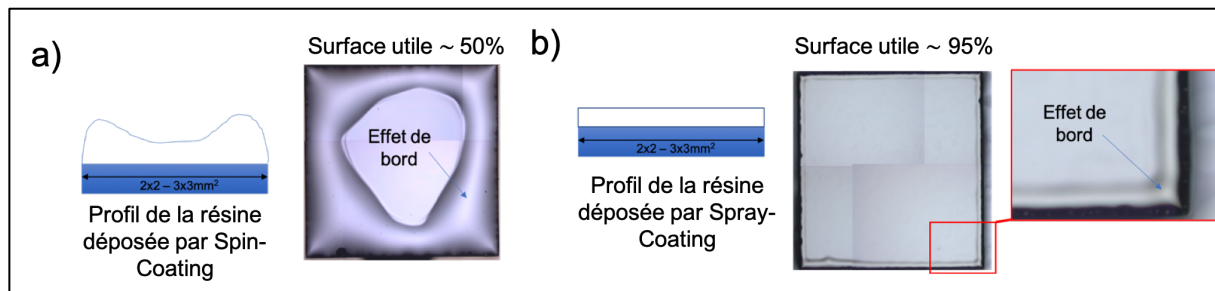 a)
Surface utile ~ 50%
Effet de
bord
2x2 – 3x3mm²
Profil de la résine
déposée par Spin-
Coating
b)
Surface utile ~ 95%
Effet de
bord
2x2 – 3x3mm²
Profil de la résine
déposée par Spray-
Coating